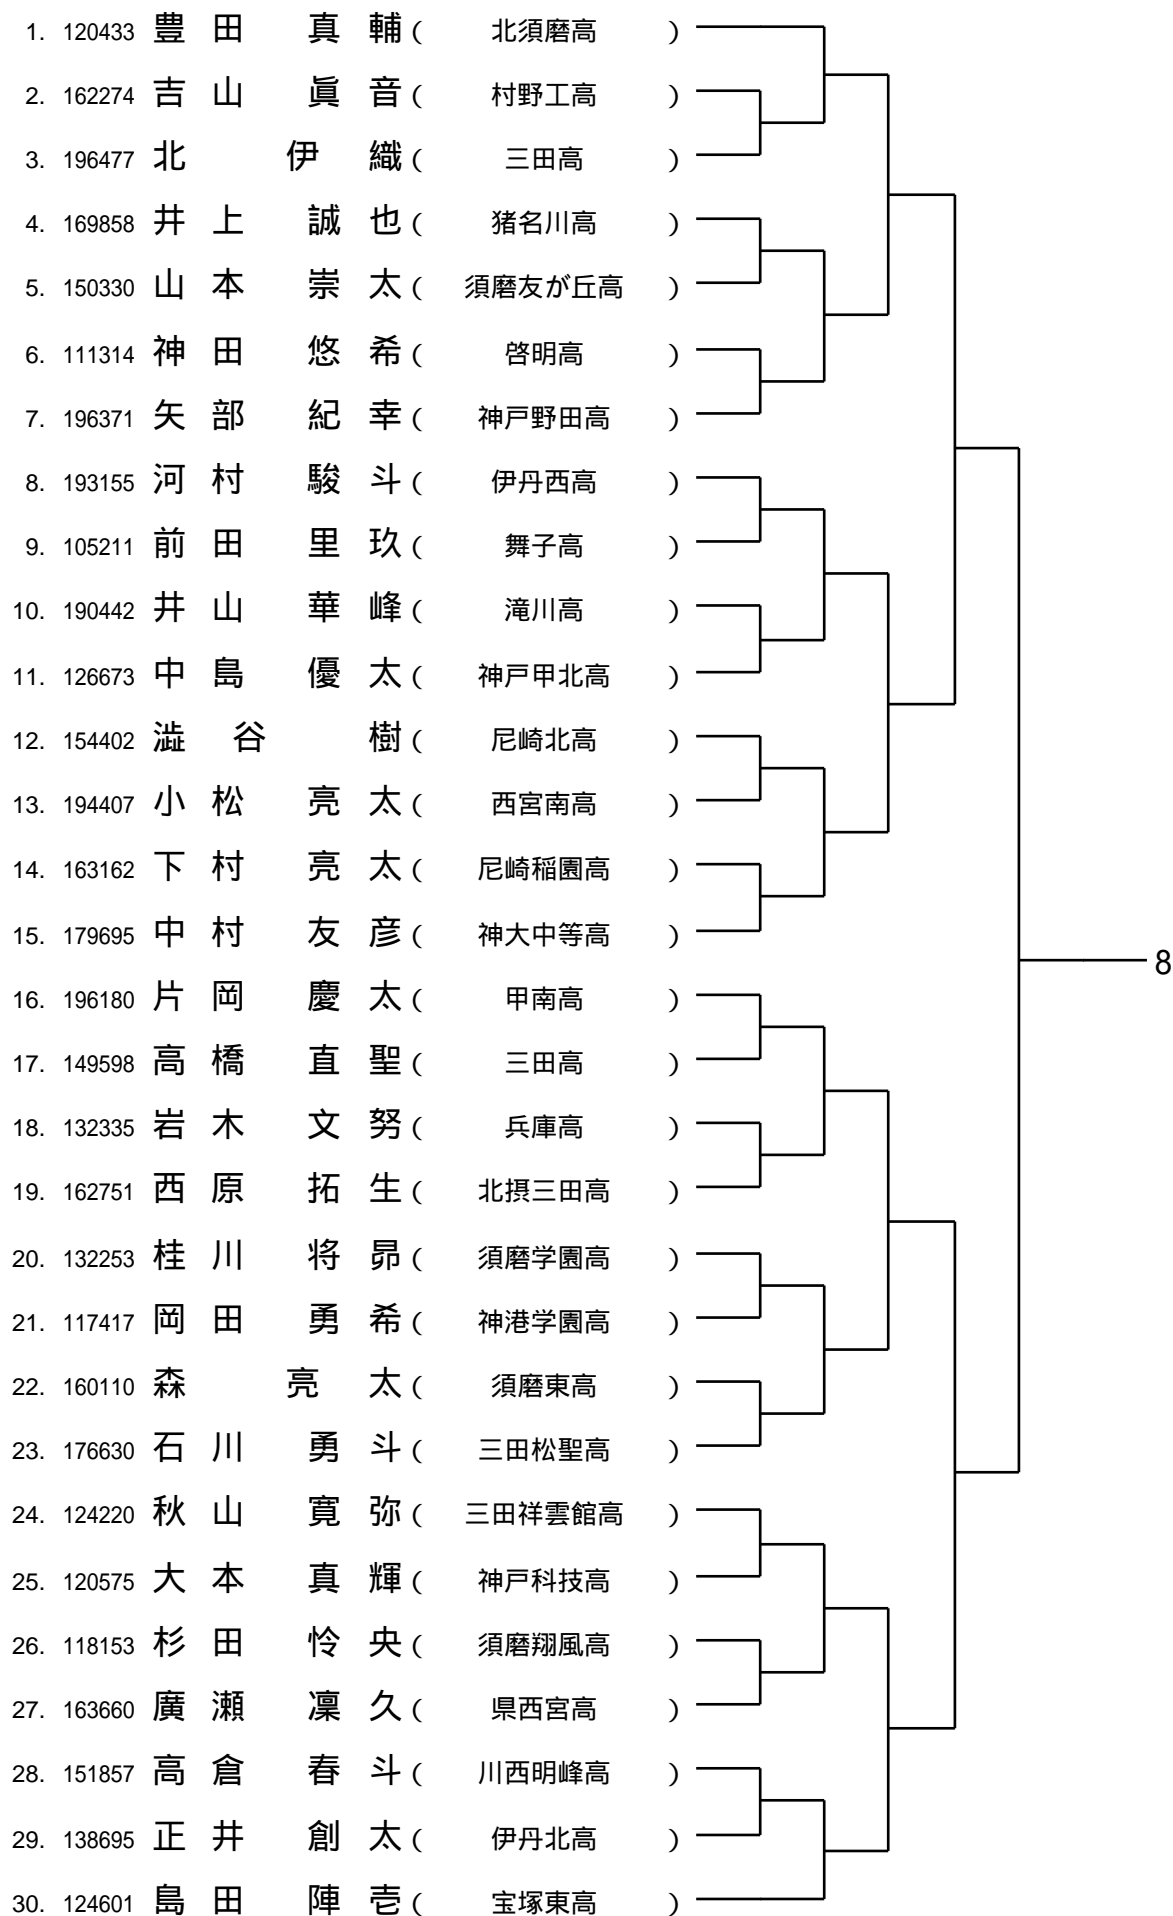 1. 120433 豊田 真輔 ( 北須磨高 )
2. 162274 吉山 眞音 ( 村野工高 )
3. 196477 北 伊織 ( 三田高 )
4. 169858 井上 誠也 ( 猪名川高 )
5. 150330 山本 崇太 ( 須磨友が丘高 )
6. 111314 神田 悠希 ( 啓明高 )
7. 196371 矢部 紀幸 ( 神戸野田高 )
8. 193155 河村 駿斗 ( 伊丹西高 )
9. 105211 前田 里玖 ( 舞子高 )
10. 190442 井山 華峰 ( 滝川高 )
11. 126673 中島 優太 ( 神戸甲北高 )
12. 154402 澁谷 樹 ( 尼崎北高 )
13. 194407 小松 亮太 ( 西宮南高 )
14. 163162 下村 亮太 ( 尼崎稲園高 )
15. 179695 中村 友彦 ( 神大中等高 )
8
16. 196180 片岡 慶太 ( 甲南高 )
17. 149598 高橋 直聖 ( 三田高 )
18. 132335 岩木 文努 ( 兵庫高 )
19. 162751 西原 拓生 ( 北摂三田高 )
20. 132253 桂川 将昴 ( 須磨学園高 )
21. 117417 岡田 勇希 ( 神港学園高 )
22. 160110 森 亮太 ( 須磨東高 )
23. 176630 石川 勇斗 ( 三田松聖高 )
24. 124220 秋山 寛弥 ( 三田祥雲館高 )
25. 120575 大本 真輝 ( 神戸科技高 )
26. 118153 杉田 怜央 ( 須磨翔風高 )
27. 163660 廣瀬 凜久 ( 県西宮高 )
28. 151857 高倉 春斗 ( 川西明峰高 )
29. 138695 正井 創太 ( 伊丹北高 )
30. 124601 島田 陣壱 ( 宝塚東高 )